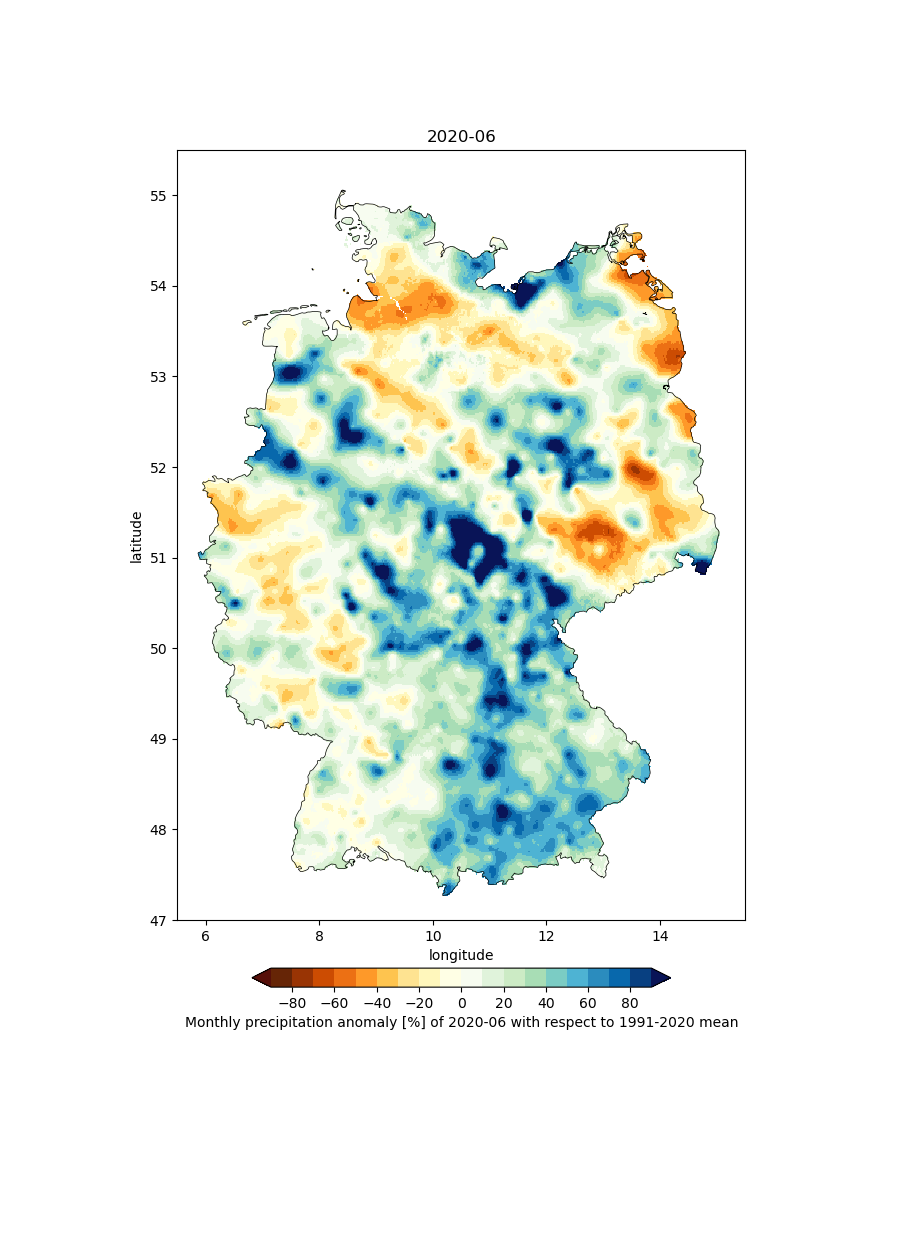 2020-06
55
54
53
52
51
50
49
48
47
latitude
6 8 10 12 14
longitude
−80 −60 −40 −20 0 20 40 60 80
Monthly precipitation anomaly [%] of 2020-06 with respect to 1991-2020 mean